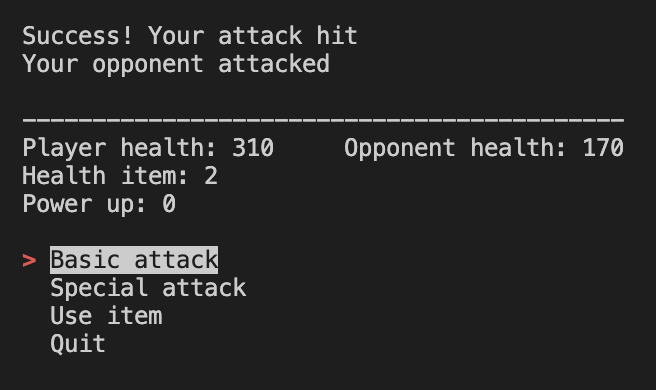 Success! Your attack hit
Your opponent attacked
-------------------------------------------
Player health: 310     Opponent health: 170
Health item: 2
Power up: 0
> Basic attack
Special attack
Use item
Quit